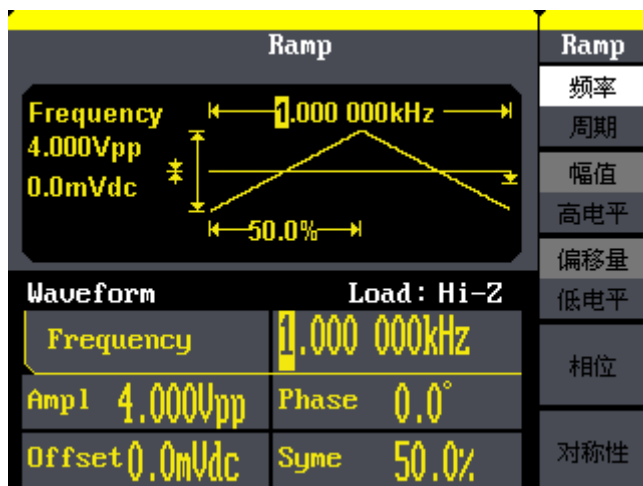 Ramp
Frequency
1.000 000kHz
4.000Vpp
0.0mVdc
50.0%
Waveform
Load: Hi-Z
Frequency
1.000 000kHz
Ampl 4.000Vpp
Phase 0.0°
Offset 0.0mVdc
Syme 50.0%
Ramp
频率
周期
幅值
高电平
偏移量
低电平
相位
对称性